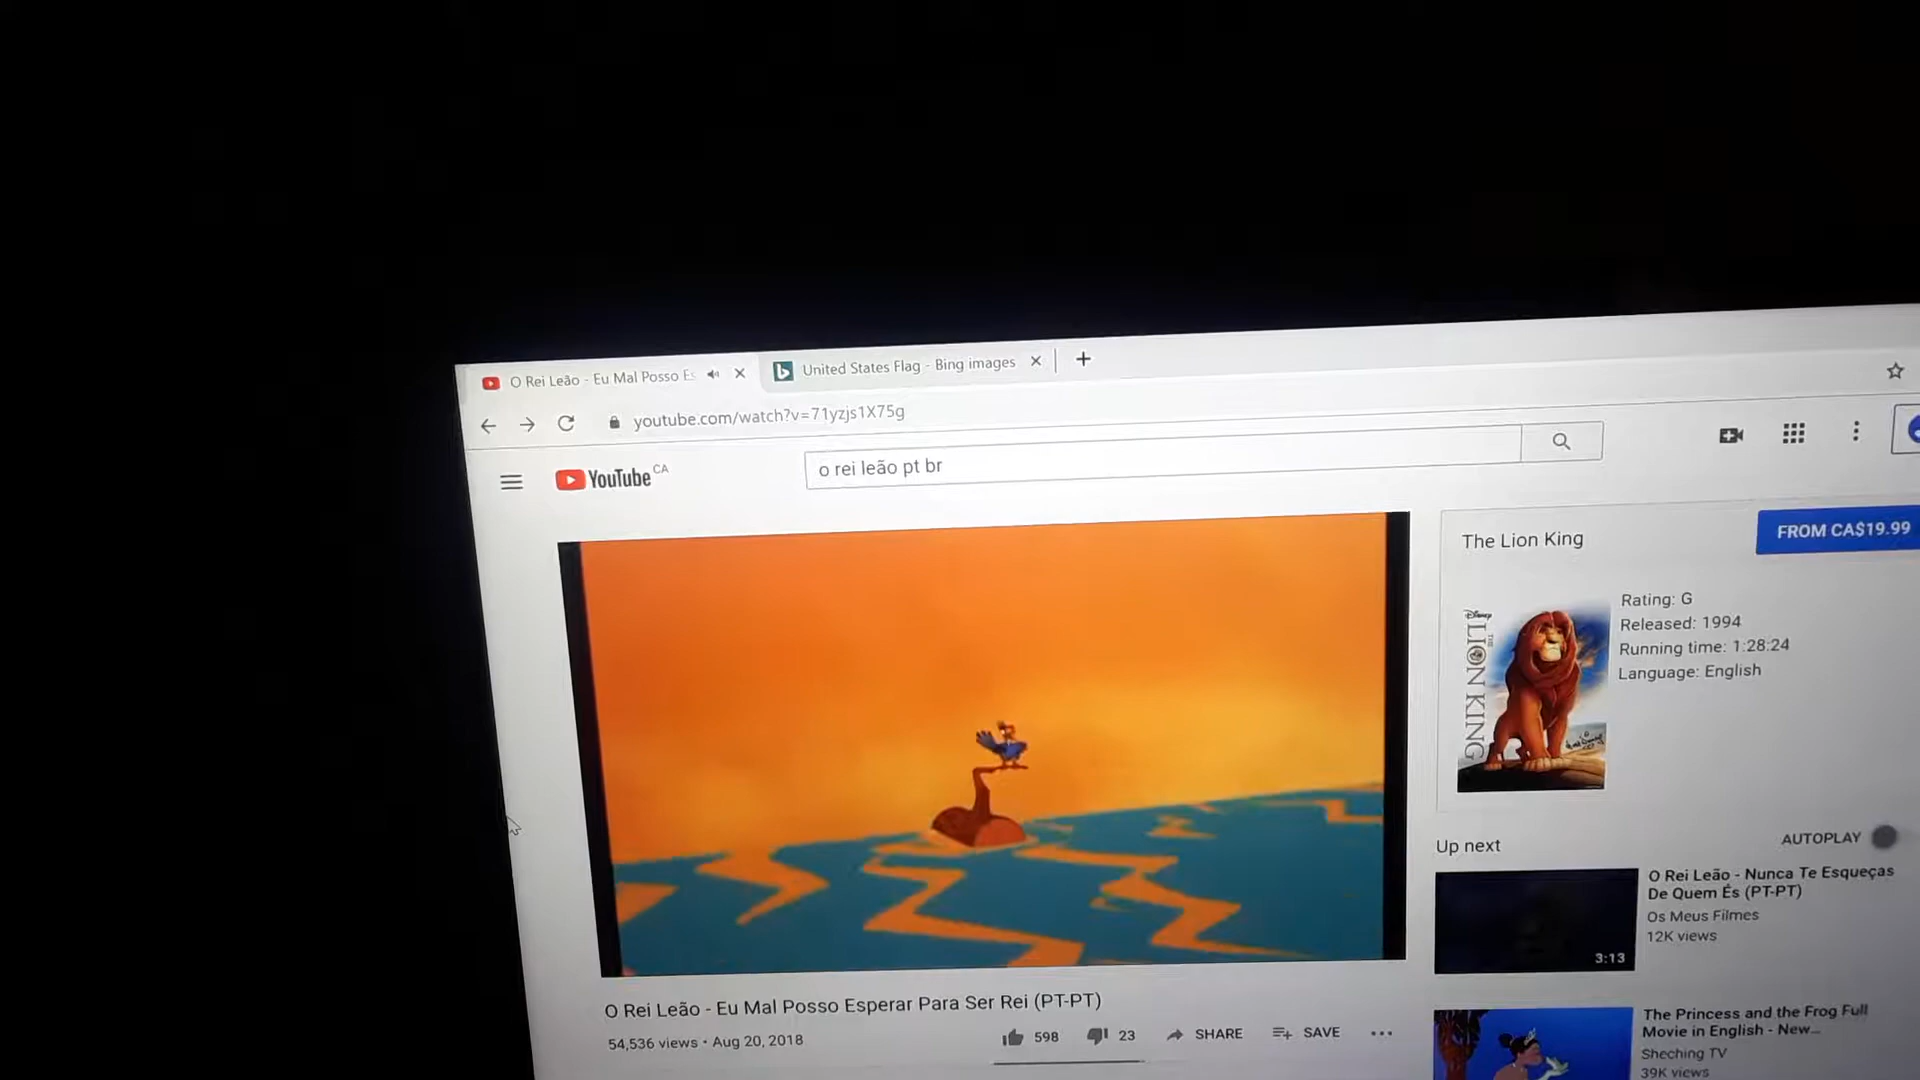 O Rei Leão - Eu Mal Posso Es
United States Flag - Bing images
youtube.com/watch?v=71yzjs1X75g
YouTube CA
o rei leão pt br
The Lion King
FROM CA$19.99
Disney
THE LION KING
Rating: G
Released: 1994
Running time: 1:28:24
Language: English
Up next
AUTOPLAY
O Rei Leão - Nunca Te Esqueças
De Quem És (PT-PT)
Os Meus Filmes
12K views
3:13
O Rei Leão - Eu Mal Posso Esperar Para Ser Rei (PT-PT)
54,536 views • Aug 20, 2018
598
23
SHARE
SAVE
The Princess and the Frog Full
Movie in English - New...
Sheching TV
39K views